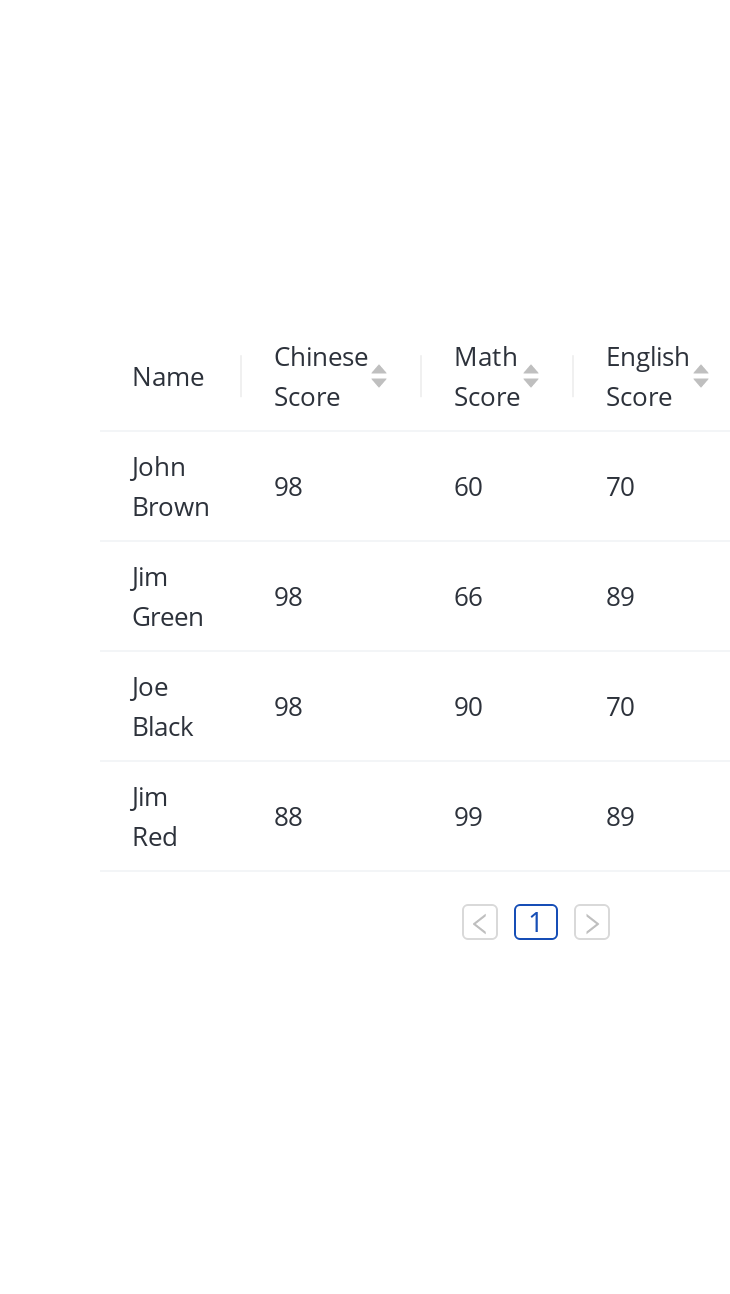 Name Chinese Score Math Score English Score
John Brown 98 60 70
Jim Green 98 66 89
Joe Black 98 90 70
Jim Red 88 99 89
1